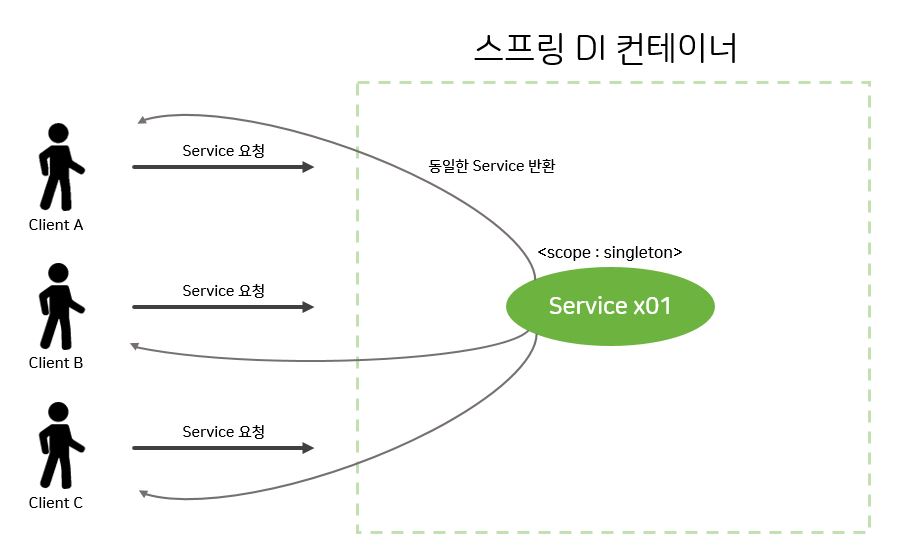 스프링 DI 컨테이너
Service 요청
동일한 Service 반환
Client A
<scope : singleton>
Service 요청
Service x01
Client B
Service 요청
Client C